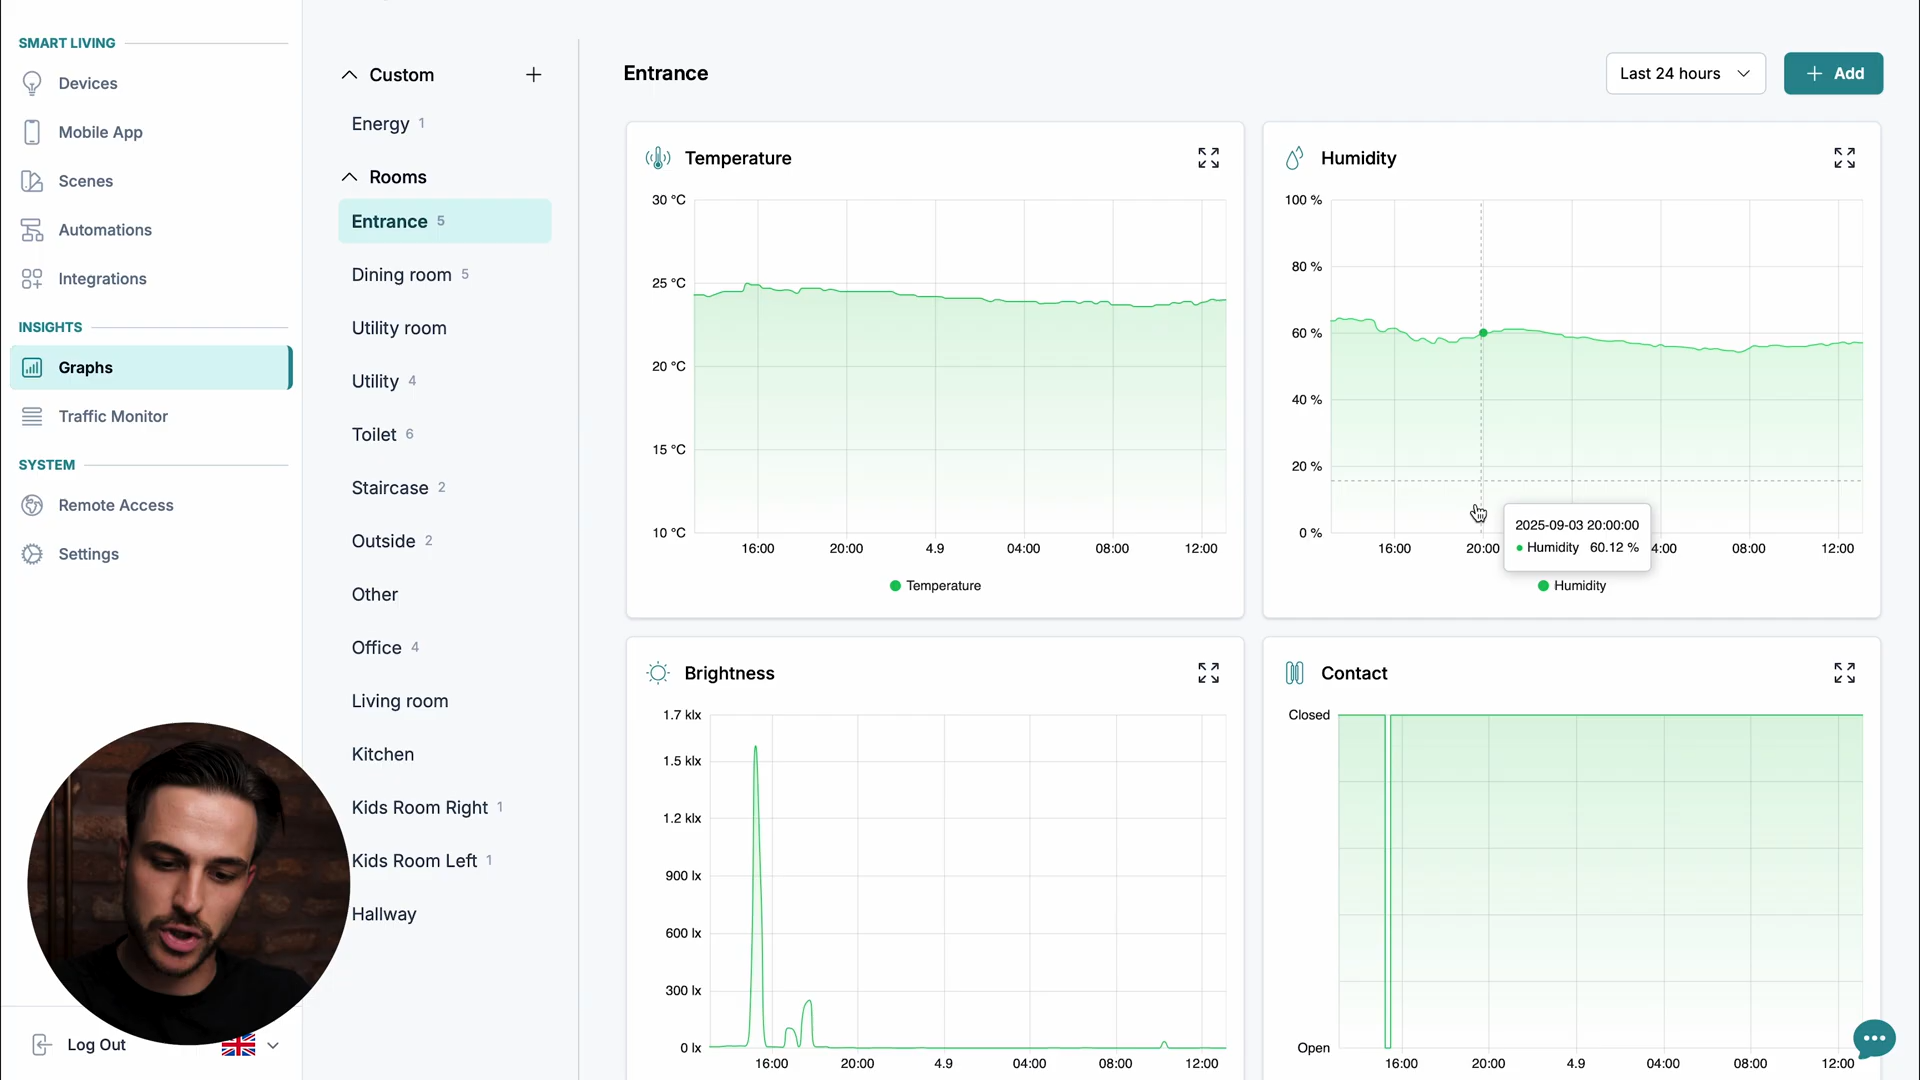 SMART LIVING
Devices
Mobile App
Scenes
Automations
Integrations
INSIGHTS
Graphs
Traffic Monitor
SYSTEM
Remote Access
Settings
Log Out
Custom
Energy 1
Rooms
Entrance 5
Dining room 5
Utility room
Utility 4
Toilet 6
Staircase 2
Outside 2
Other
Office 4
Living room
Kitchen
Kids Room Right 1
Kids Room Left 1
Hallway
Entrance
Last 24 hours
Add
Temperature
30 °C
25 °C
20 °C
15 °C
10 °C
16:00 20:00 4.9 04:00 08:00 12:00
Temperature
Humidity
100 %
80 %
60 %
40 %
20 %
0 %
16:00 20:00 4:00 08:00 12:00
2025-09-03 20:00:00
Humidity 60.12 %
Humidity
Brightness
1.7 klx
1.5 klx
1.2 klx
900 lx
600 lx
300 lx
0 lx
16:00 20:00 4.9 04:00 08:00 12:00
Contact
Closed
Open
16:00 20:00 4.9 04:00 08:00 12:00